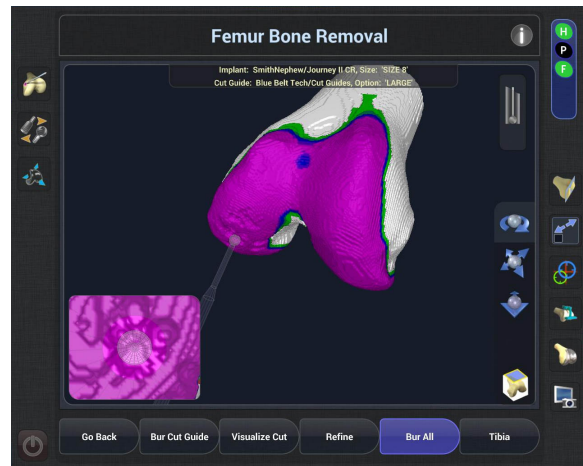 Femur Bone Removal
i
H
P
F
Implant: SmithNephew/Journey II CR, Size: 'SIZE 8'
Cut Guide: Blue Belt Tech/Cut Guides, Option: 'LARGE'
Go Back
Bur Cut Guide
Visualize Cut
Refine
Bur All
Tibia